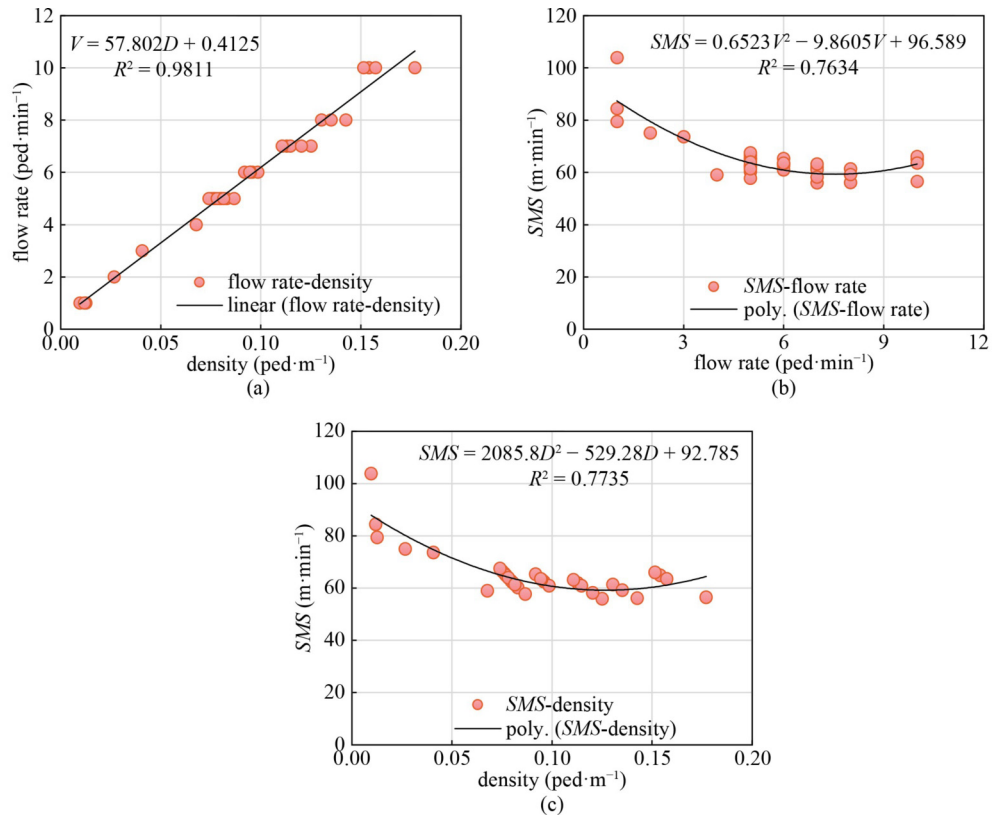 V = 57.802D + 0.4125
R² = 0.9811
12
10
8
6
4
2
0
flow rate (ped·min⁻¹)
flow rate-density
linear (flow rate-density)
0.00 0.05 0.10 0.15 0.20
density (ped·m⁻¹)
(a)
SMS = 0.6523V² − 9.8605V + 96.589
R² = 0.7634
120
100
80
60
40
20
0
SMS (m·min⁻¹)
SMS-flow rate
poly. (SMS-flow rate)
0 3 6 9 12
flow rate (ped·min⁻¹)
(b)
SMS = 2085.8D² − 529.28D + 92.785
R² = 0.7735
120
100
80
60
40
20
0
SMS (m·min⁻¹)
SMS-density
poly. (SMS-density)
0.00 0.05 0.10 0.15 0.20
density (ped·m⁻¹)
(c)